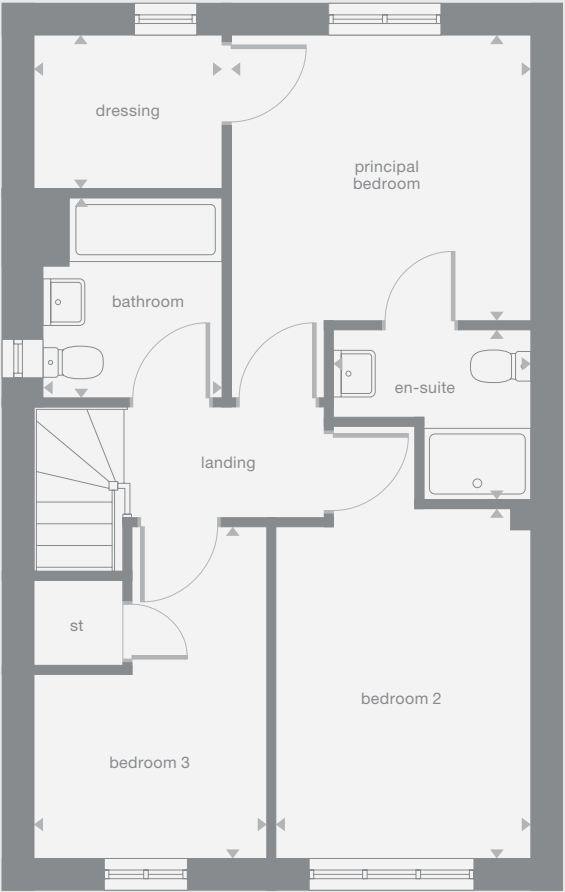 dressing
principal
bedroom
bathroom
en-suite
landing
st
bedroom 2
bedroom 3